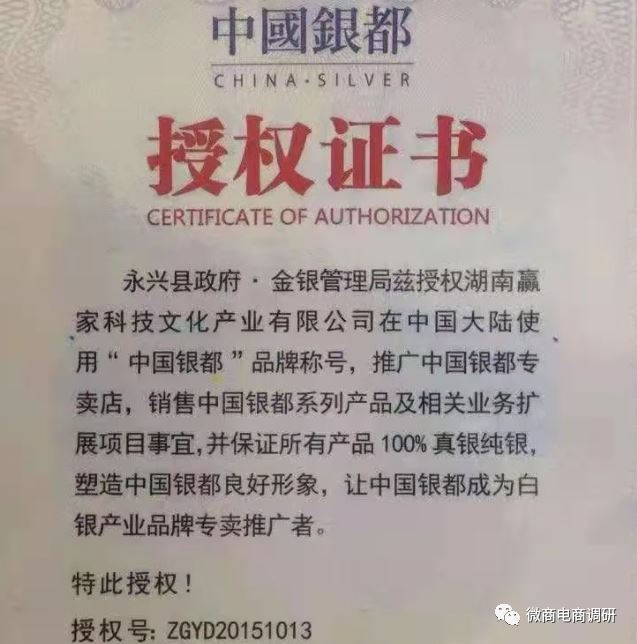 中國銀都
CHINA·SILVER
授权证书
CERTIFICATE OF AUTHORIZATION
永兴县政府·金银管理局兹授权湖南赢
家科技文化产业有限公司在中国大陆使
用“中国银都”品牌称号，推广中国银都专
卖店，销售中国银都系列产品及相关业务扩
展项目事宜,并保证所有产品100%真银纯银,
塑造中国银都良好形象，让中国银都成为白
银产业品牌专卖推广者。
特此授权！
授权号: ZGYD20151013
微商电商调研